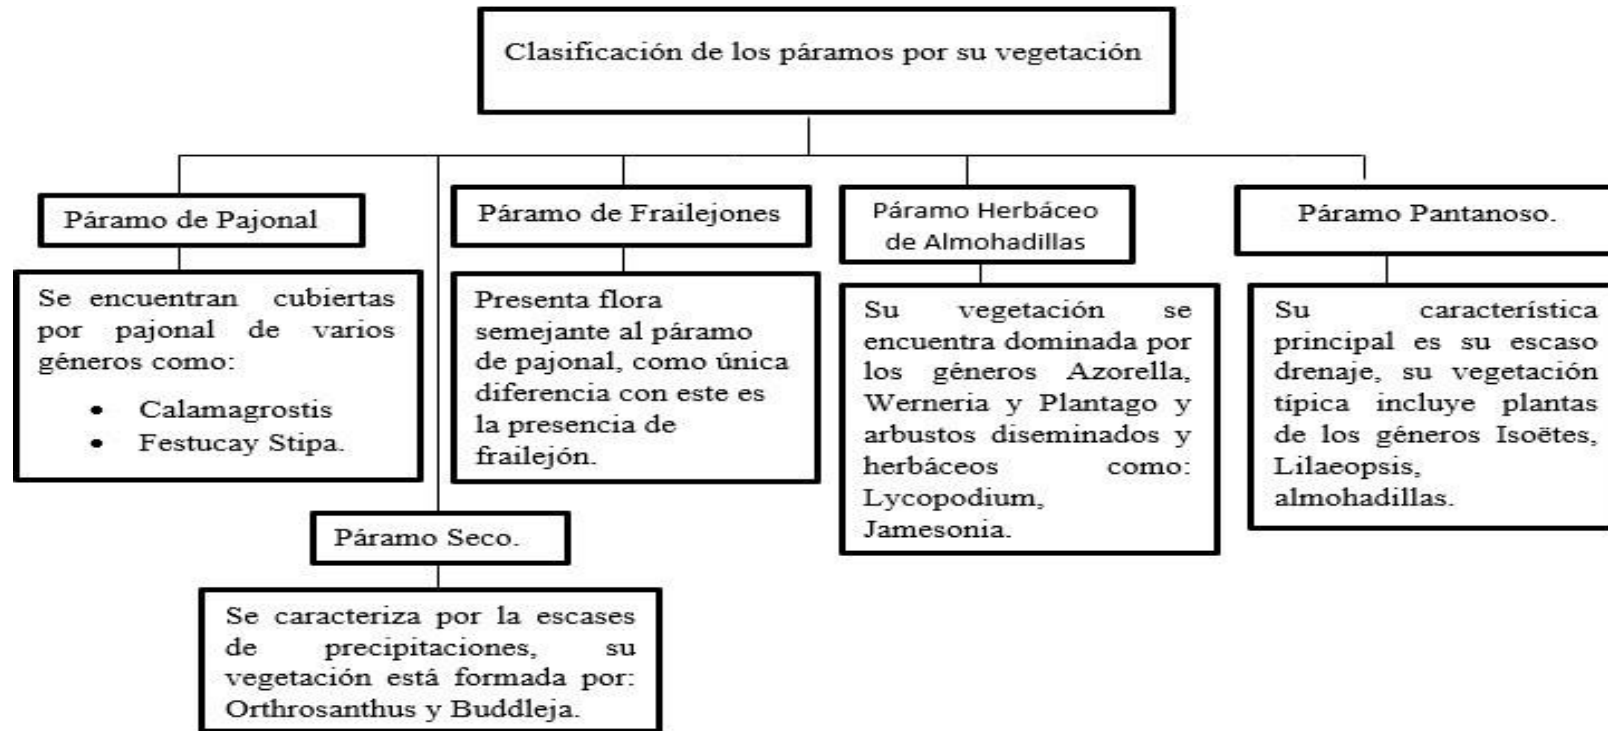 Clasificación de los páramos por su vegetación
Páramo de Pajonal
Se encuentran cubiertas
por pajonal de varios
géneros como:
• Calamagrostis
• Festucay Stipa.
Páramo Seco.
Se caracteriza por la escases
de precipitaciones, su
vegetación está formada por:
Orthrosanthus y Buddleja.
Páramo de Frailejones
Presenta flora
semejante al páramo
de pajonal, como única
diferencia con este es
la presencia de
frailejón.
Páramo Herbáceo
de Almohadillas
Su vegetación se
encuentra dominada por
los géneros Azorella,
Werneria y Plantago y
arbustos diseminados y
herbáceos como:
Lycopodium,
Jamesonia.
Páramo Pantanoso.
Su característica
principal es su escaso
drenaje, su vegetación
típica incluye plantas
de los géneros Isoëtes,
Lilaeopsis,
almohadillas.